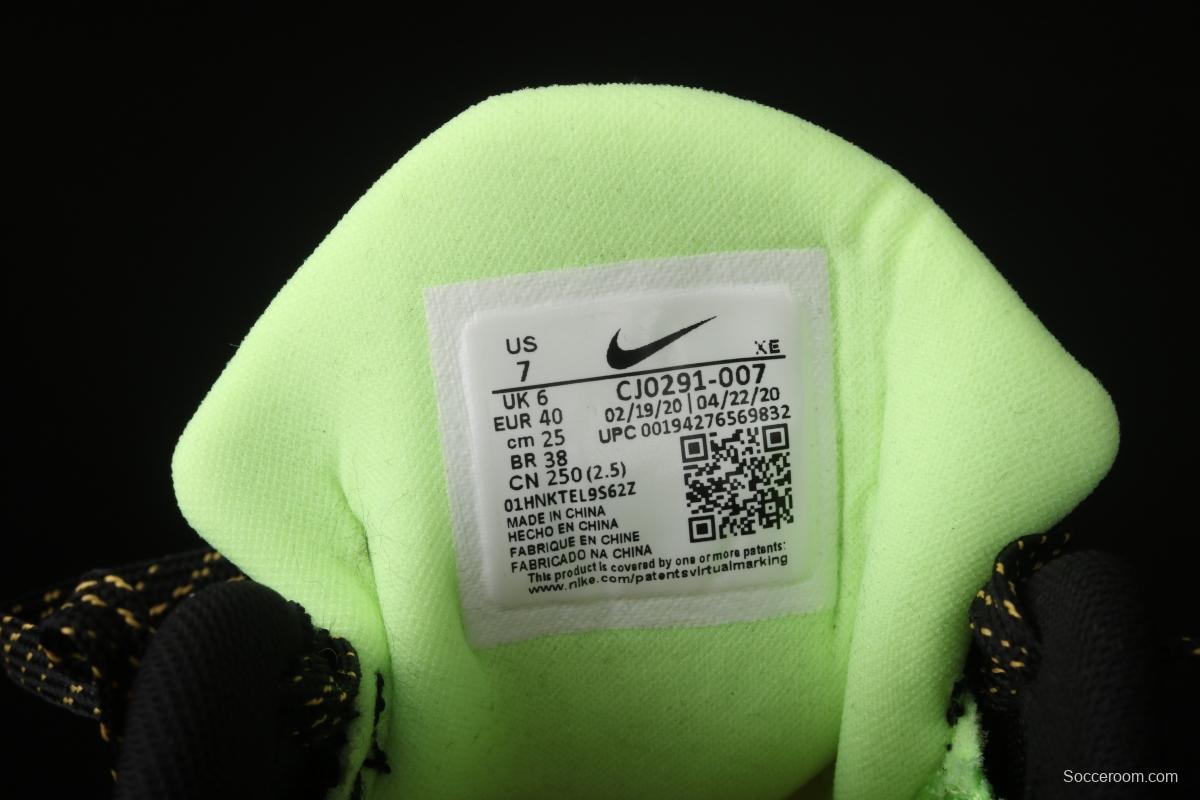 US
7
XE
UK 6
EUR 40
cm 25
BR 38
CN 250 (2.5)
CJ0291-007
02/19/20 | 04/22/20
UPC 00194276569832
01HNKTEL9S62Z
MADE IN CHINA
HECHO EN CHINA
FABRIQUE EN CHINE
FABRICADO NA CHINA
This product is covered by one or more patents:
www.nike.com/patentsvirtualmarking
Socceroom.com